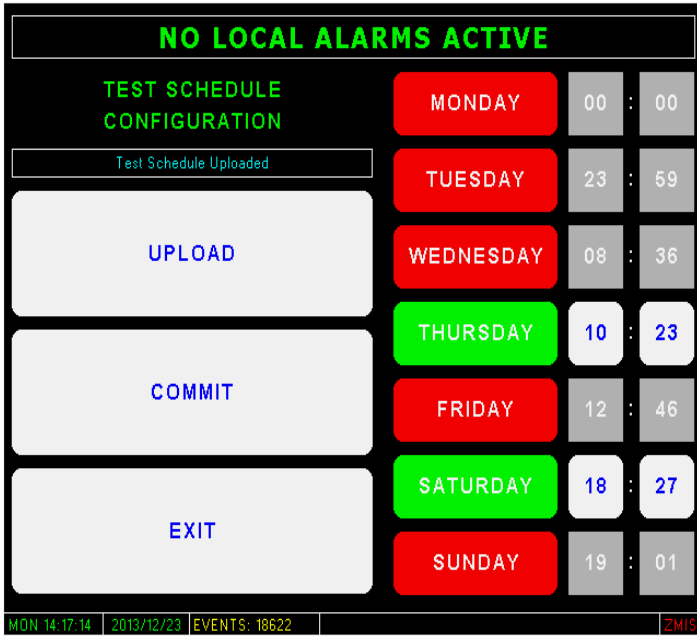 NO LOCAL ALARMS ACTIVE
TEST SCHEDULE
CONFIGURATION
Test Schedule Uploaded
UPLOAD
COMMIT
EXIT
MONDAY 00 : 00
TUESDAY 23 : 59
WEDNESDAY 08 : 36
THURSDAY 10 : 23
FRIDAY 12 : 46
SATURDAY 18 : 27
SUNDAY 19 : 01
MON 14:17:14 2013/12/23 EVENTS: 18622 ZMIS